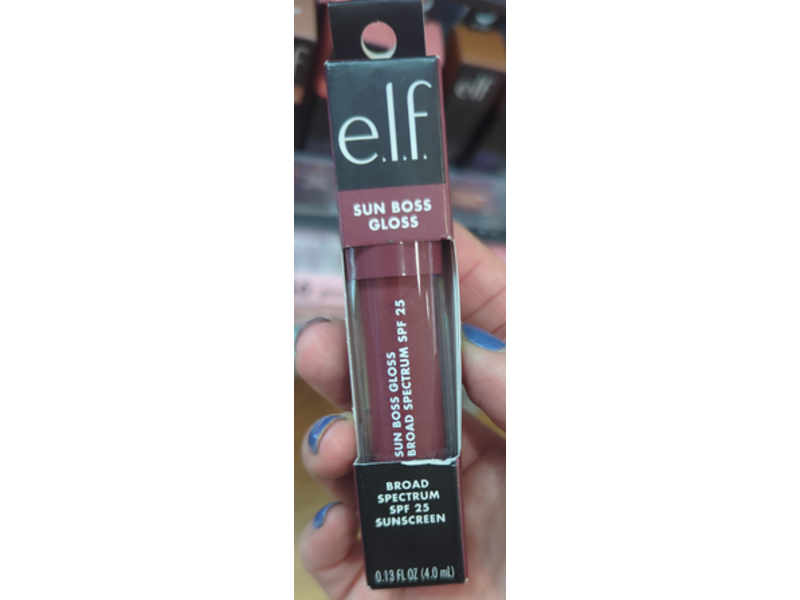 e.l.f.
SUN BOSS
GLOSS
SUN BOSS GLOSS
BROAD SPECTRUM SPF 25
BROAD
SPECTRUM
SPF 25
SUNSCREEN
0.13 FL OZ (4.0 mL)
e.l.f.